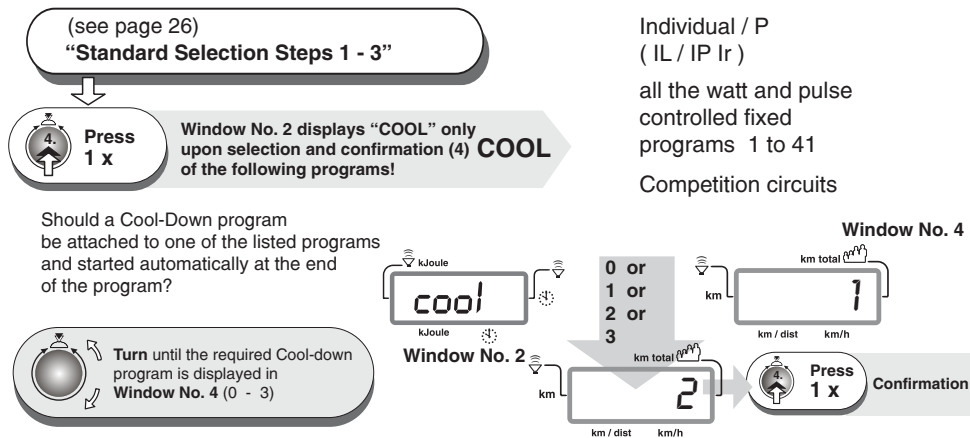 (see page 26)
“Standard Selection Steps 1 - 3”
4.
Press
1 x
Window No. 2 displays “COOL” only
upon selection and confirmation (4)
of the following programs!
COOL
Individual / P
( IL / IP Ir )
all the watt and pulse
controlled fixed
programs 1 to 41
Competition circuits
Should a Cool-Down program
be attached to one of the listed programs
and started automatically at the end
of the program?
kJoule
cool
kJoule
Window No. 2
0 or
1 or
2 or
3
Window No. 4
km total
km
1
km / dist km/h
Turn until the required Cool-down
program is displayed in
Window No. 4 (0 - 3)
km total
km
2
km / dist km/h
4.
Press
1 x
Confirmation